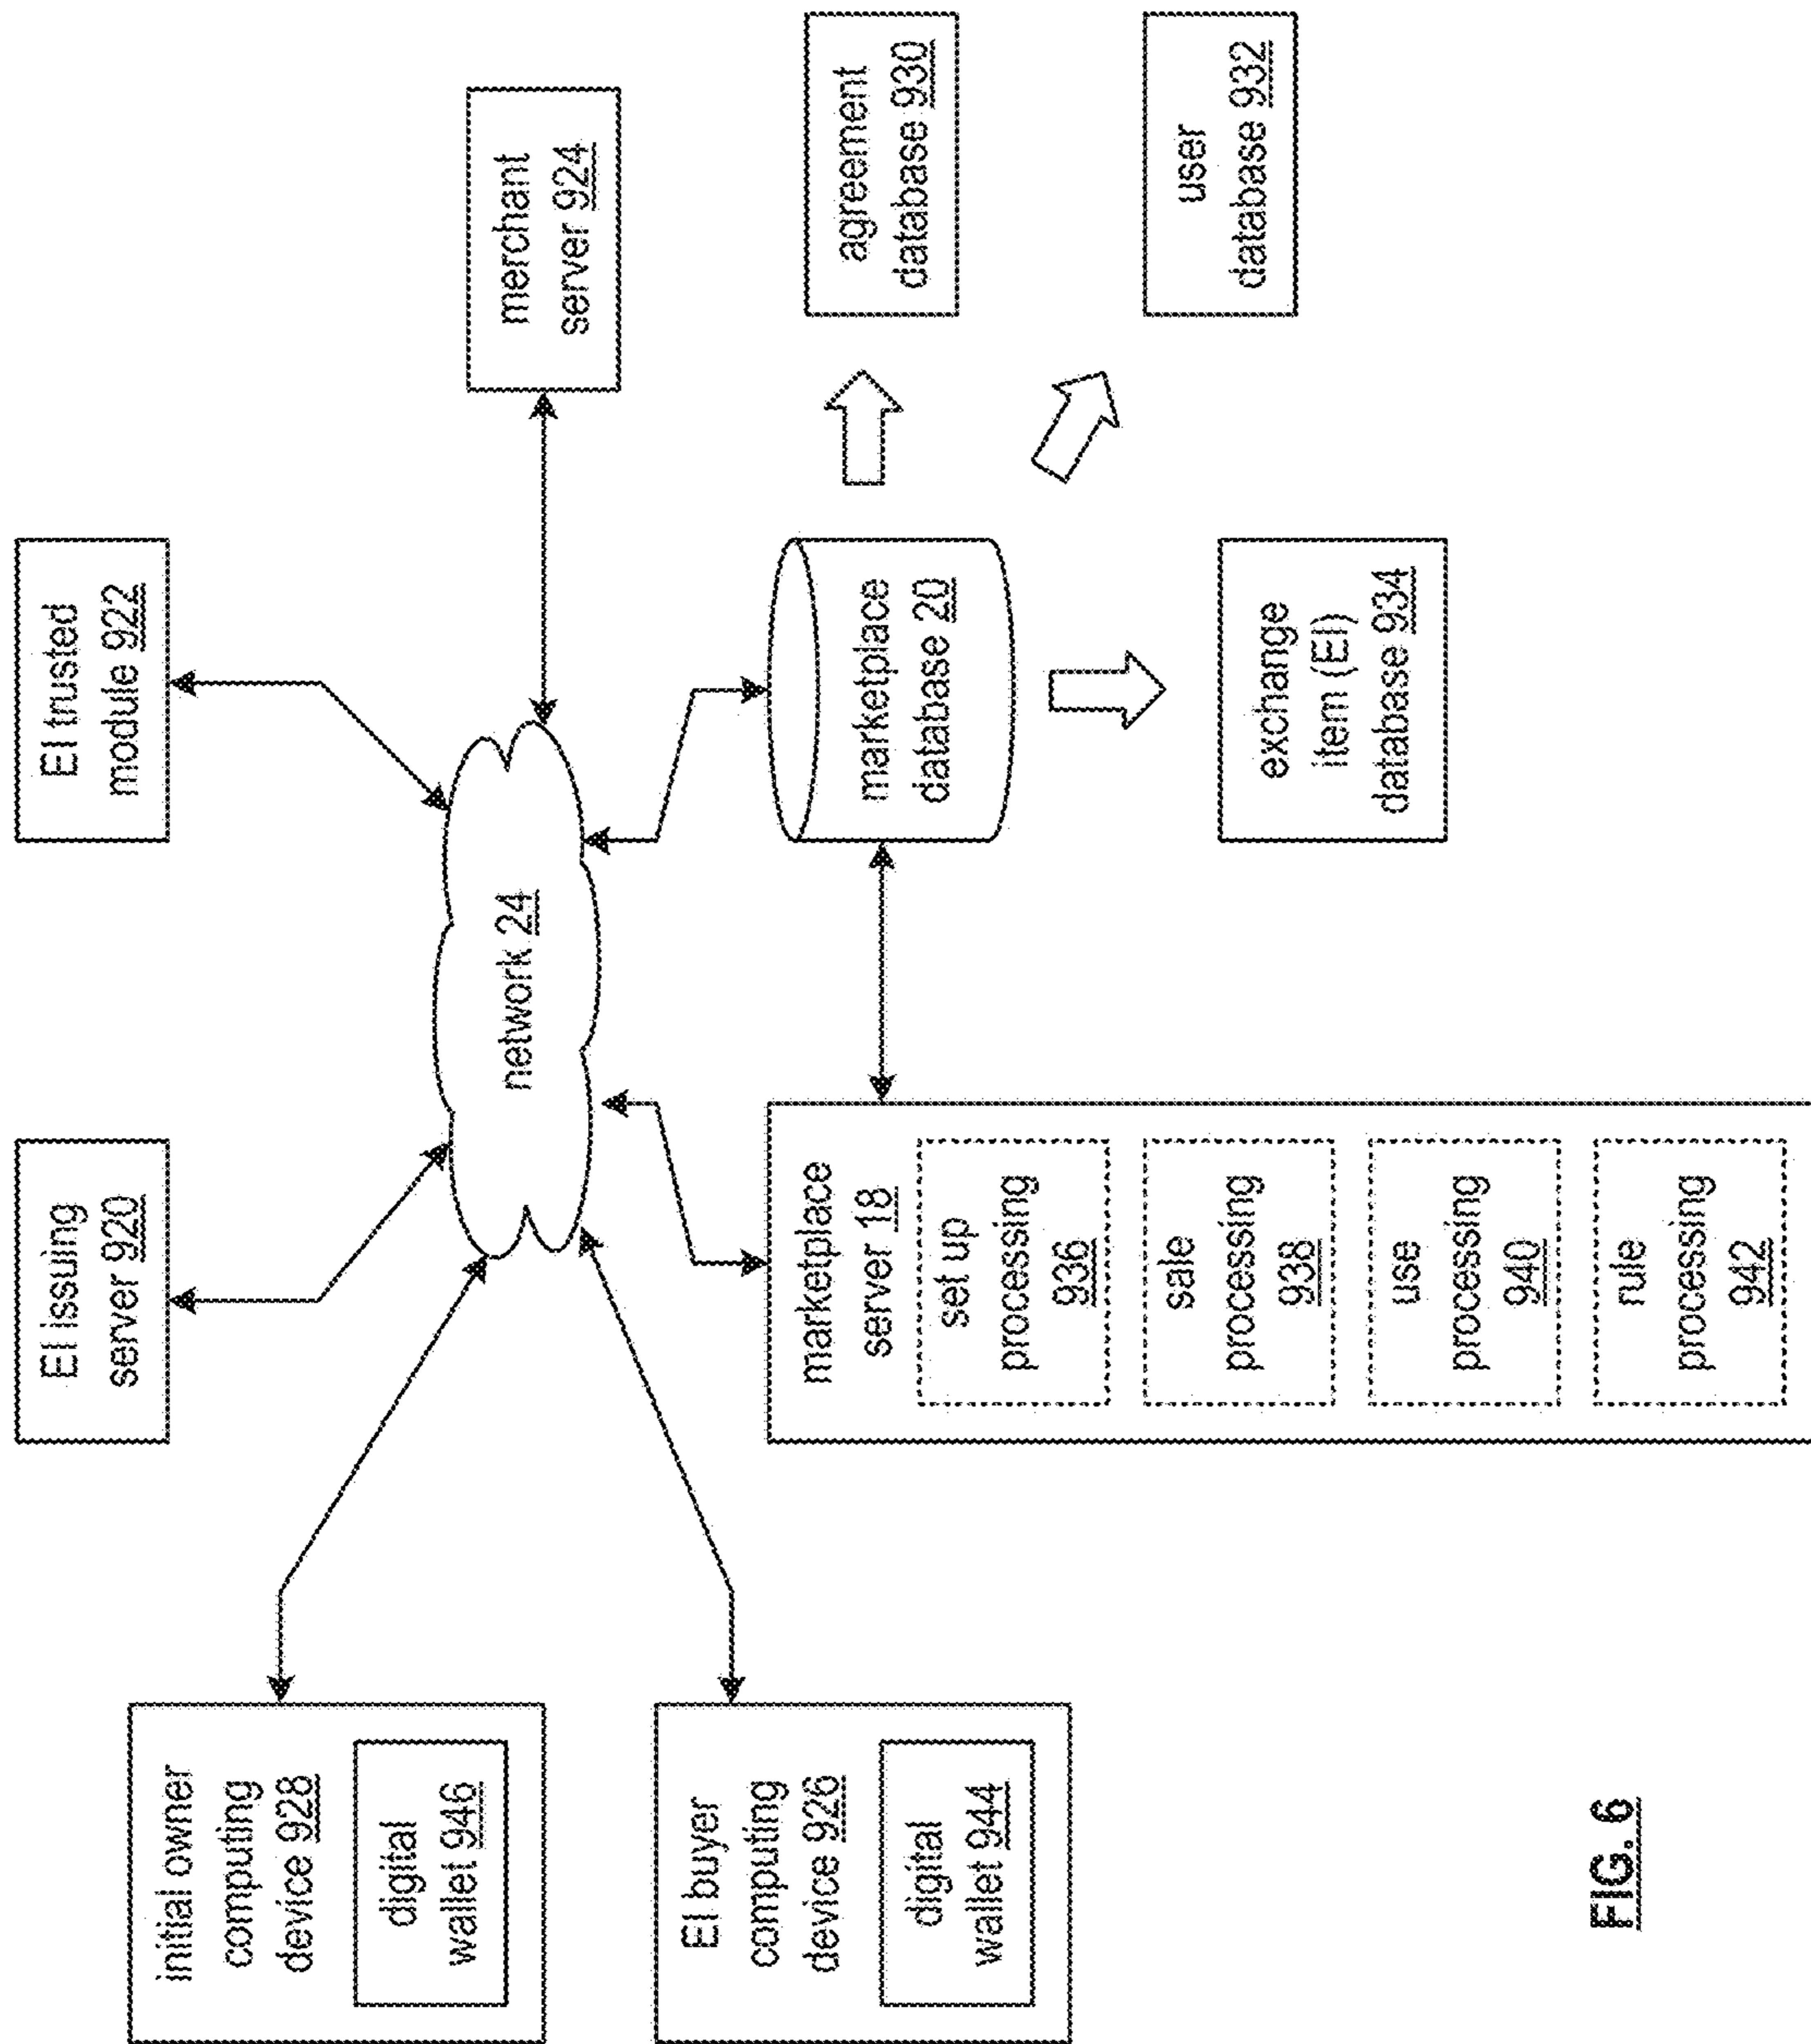 EI issuing
server 920
EI trusted
module 922
initial owner
computing
device 928
digital
wallet 946
network 24
merchant
server 924
EI buyer
computing
device 926
digital
wallet 944
marketplace
server 18
set up
processing
936
sale
processing
938
use
processing
940
rule
processing
942
marketplace
database 20
agreement
database 930
user
database 932
exchange
item (EI)
database 934
FIG. 6